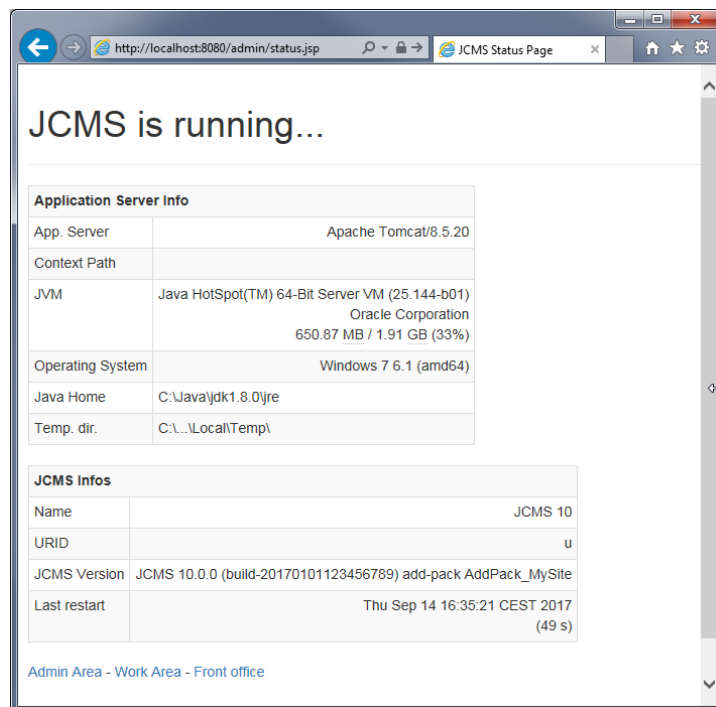 http://localhost:8080/admin/status.jsp
JCMS Status Page
JCMS is running...
Application Server Info
App. Server Apache Tomcat/8.5.20
Context Path
JVM Java HotSpot(TM) 64-Bit Server VM (25.144-b01)
Oracle Corporation
650.87 MB / 1.91 GB (33%)
Operating System Windows 7 6.1 (amd64)
Java Home C:\Java\jdk1.8.0\jre
Temp. dir. C:\...\Local\Temp\
JCMS Infos
Name JCMS 10
URID u
JCMS Version JCMS 10.0.0 (build-20170101123456789) add-pack AddPack_MySite
Last restart Thu Sep 14 16:35:21 CEST 2017
(49 s)
Admin Area - Work Area - Front office